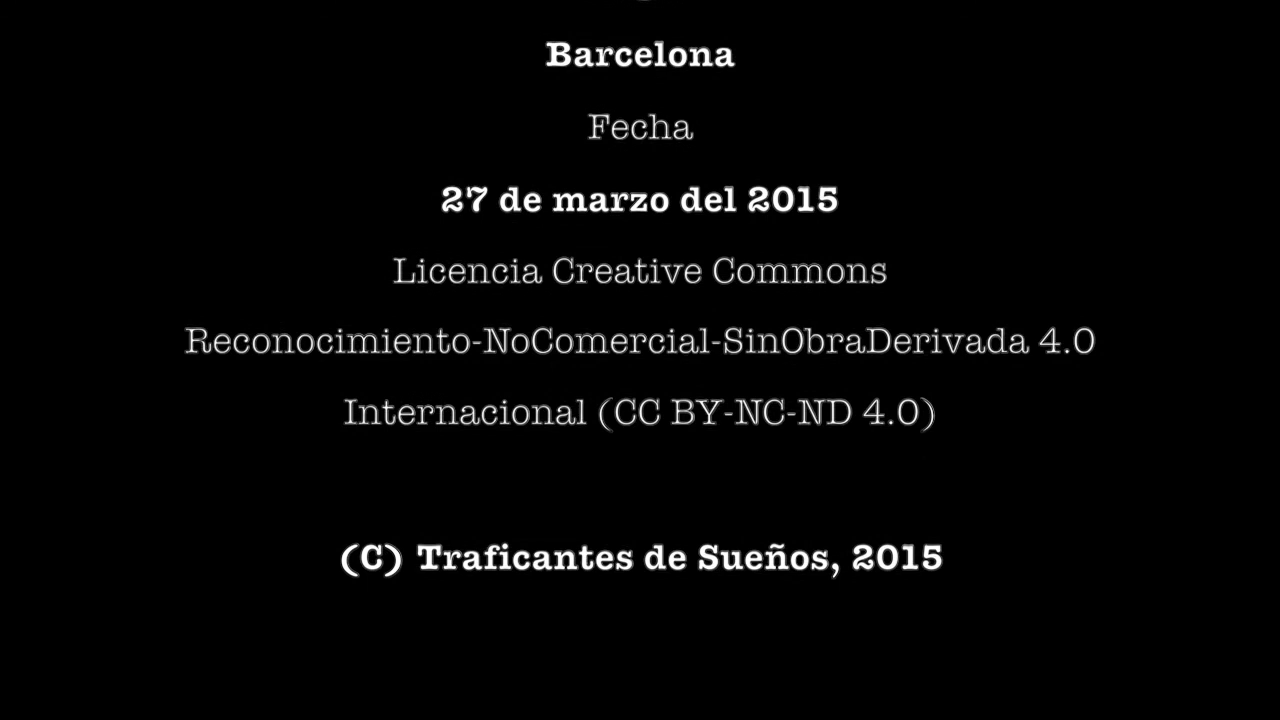 Barcelona
Fecha
27 de marzo del 2015
Licencia Creative Commons
Reconocimiento-NoComercial-SinObraDerivada 4.0
Internacional (CC BY-NC-ND 4.0)
(C) Traficantes de Sueños, 2015